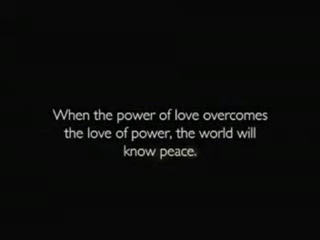 When the power of love overcomes
the love of power, the world will
know peace.